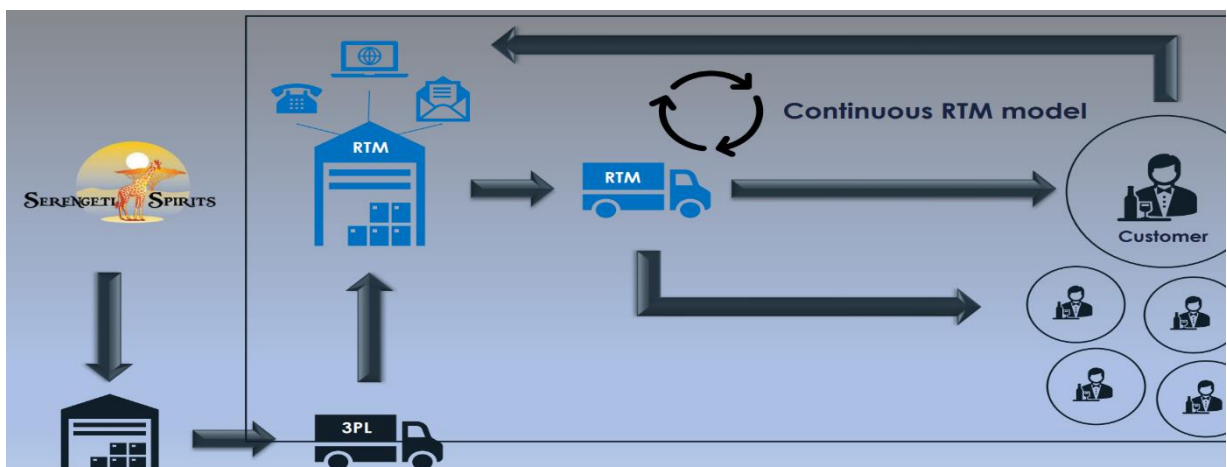 RTM
Continuous RTM model
RTM
SERENGETI SPIRITS
Customer
3PL